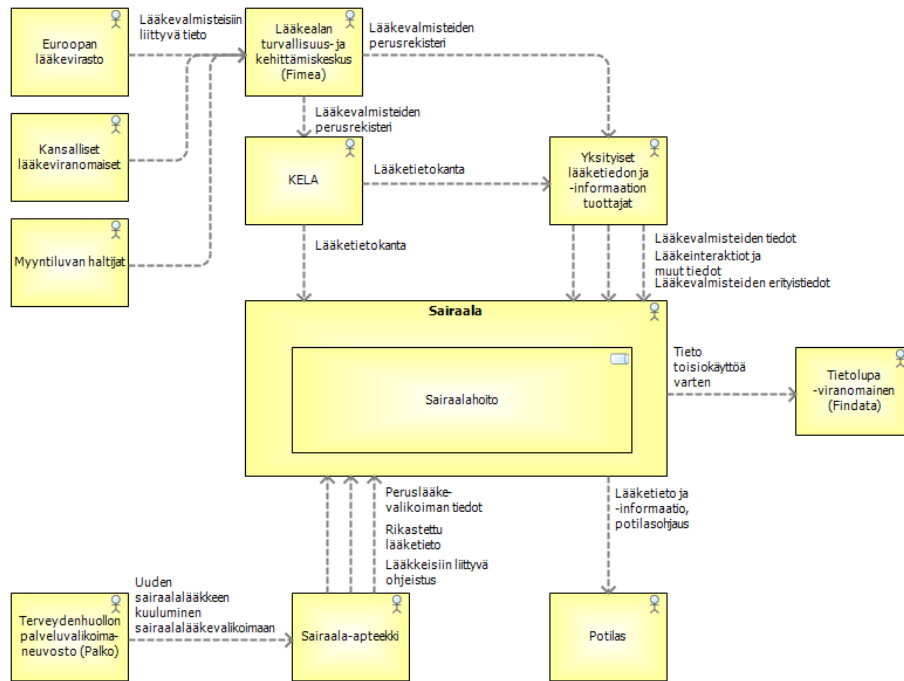 Euroopan
lääkevirasto
Lääkevalmisteisiin
liittyvä tieto
Lääkealan
turvallisuus- ja
kehittämiskeskus
(Fimea)
Lääkevalmisteiden
perusrekisteri
Lääkevalmisteiden
perusrekisteri
Kansalliset
lääkeviranomaiset
KELA
Lääketietokanta
Yksityiset
lääketiedon ja
-informaation
tuottajat
Myyntiluvan haltijat
Lääketietokanta
Lääkevalmisteiden tiedot
Lääkeinteraktiot ja
muut tiedot
Lääkevalmisteiden erityistiedot
Sairaala
Sairaalahoito
Tieto
toisiokäyttöä
varten
Tietolupa
-viranomainen
(Findata)
Peruslääke-
valikoiman tiedot
Rikastettu
lääketieto
Lääkkeisiin liittyvä
ohjeistus
Lääketieto ja
-informaatio,
potilasohjaus
Terveydenhuollon
palveluvalikoima-
neuvosto (Palko)
Uuden
sairaalalääkkeen
kuuluminen
sairaalalääkevalikoimaan
Sairaala-apteekki
Potilas